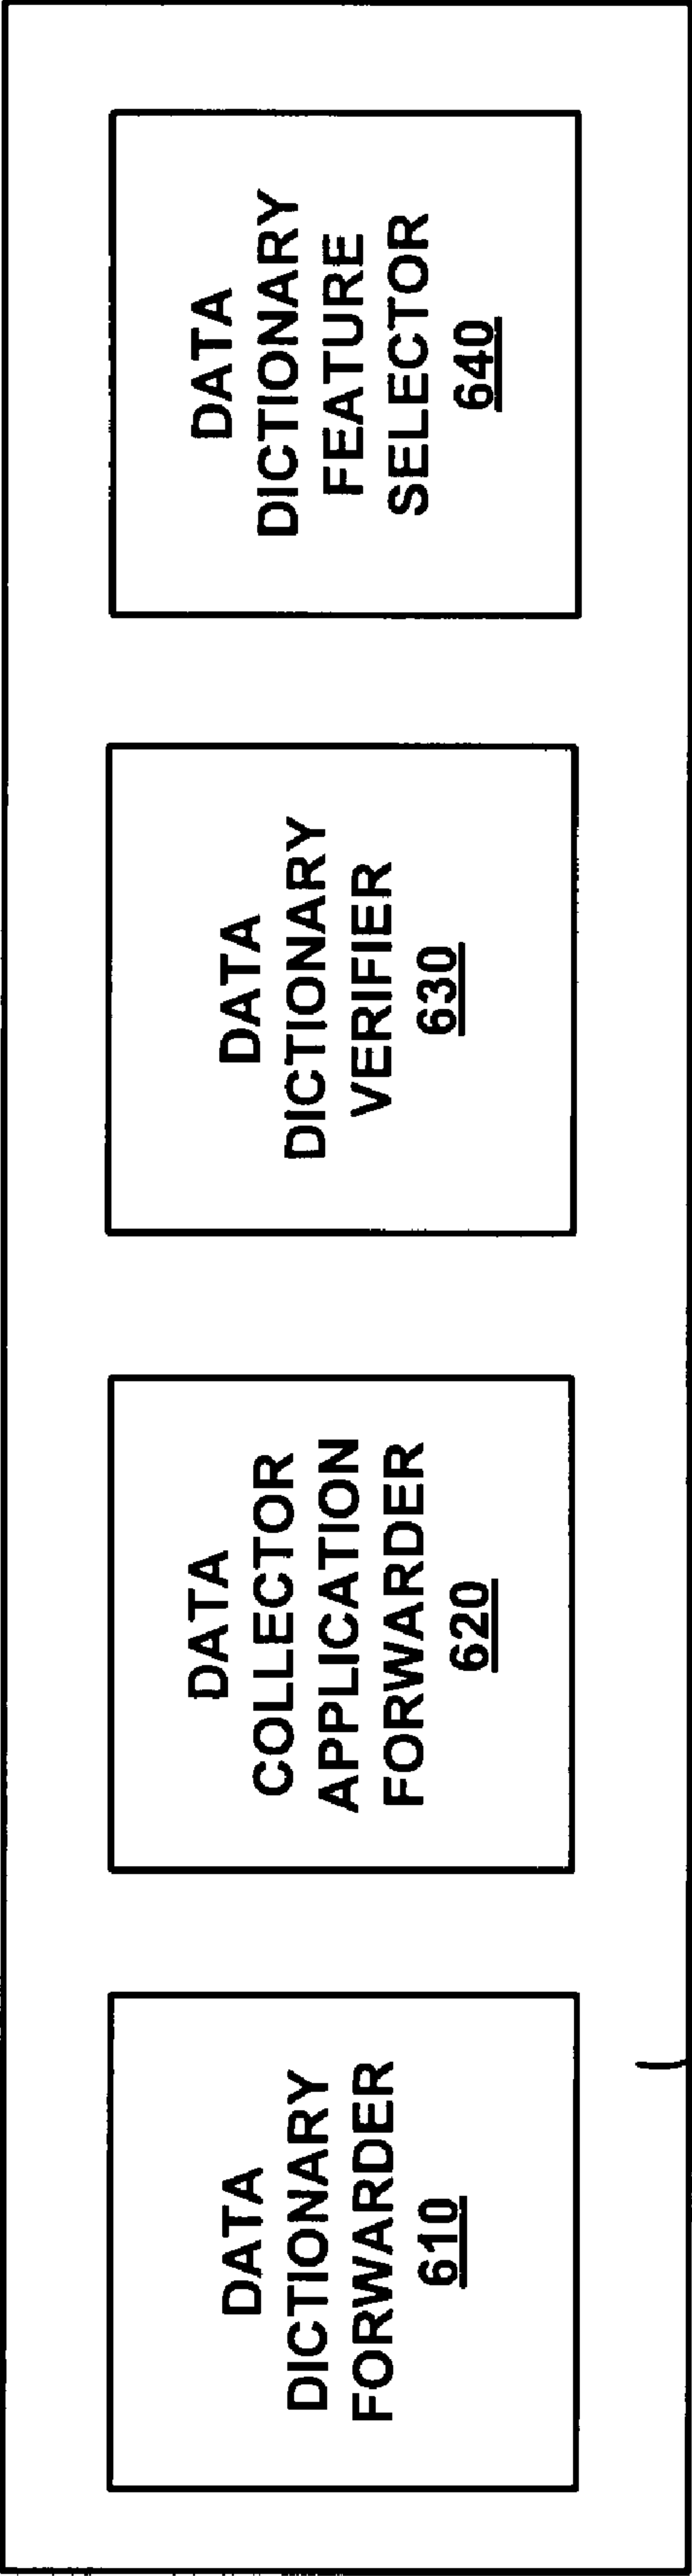 DATA
DICTIONARY
FORWARDER
610
DATA
COLLECTOR
APPLICATION
FORWARDER
620
DATA
DICTIONARY
VERIFIER
630
DATA
DICTIONARY
FEATURE
SELECTOR
640